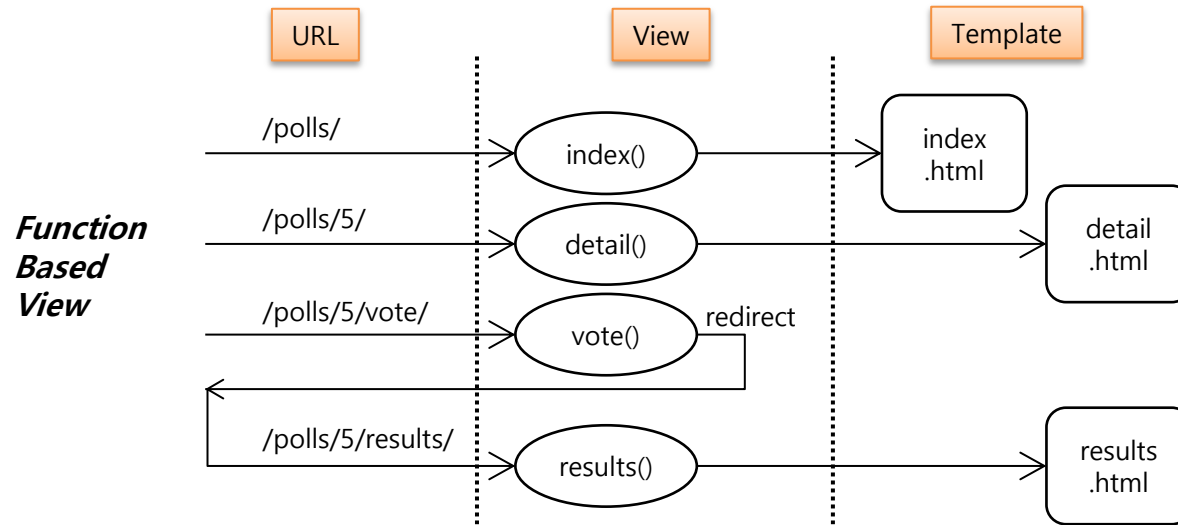 URL
View
Template
/polls/
index()
index
.html
Function
Based
View
/polls/5/
detail()
detail
.html
/polls/5/vote/
vote()
redirect
/polls/5/results/
results()
results
.html